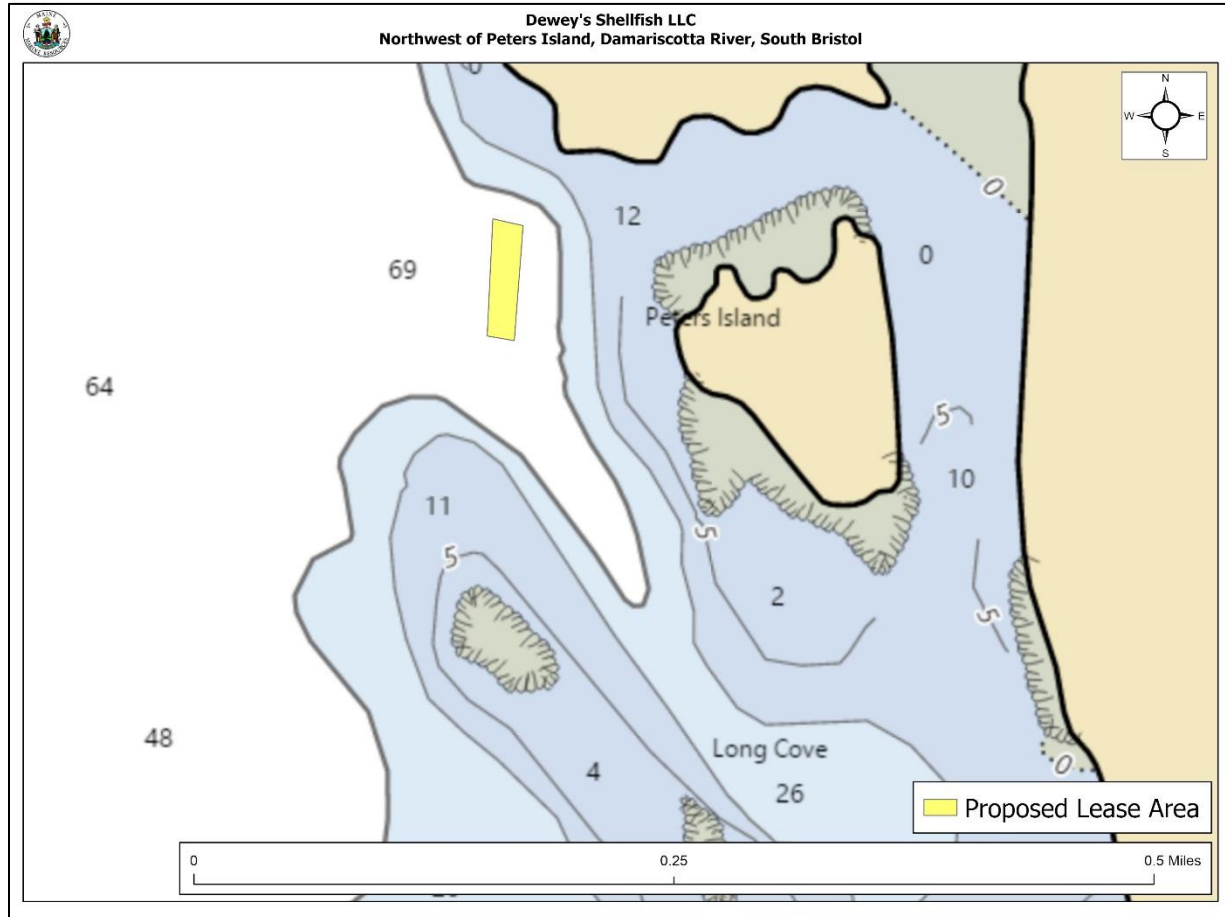 Dewey's Shellfish LLC
Northwest of Peters Island, Damariscotta River, South Bristol
N
W E
S
0
12
0
69
Peters Island
64
5
10
11
5
5
2
5
48
Long Cove
0
4
26
Proposed Lease Area
0 0.25 0.5 Miles